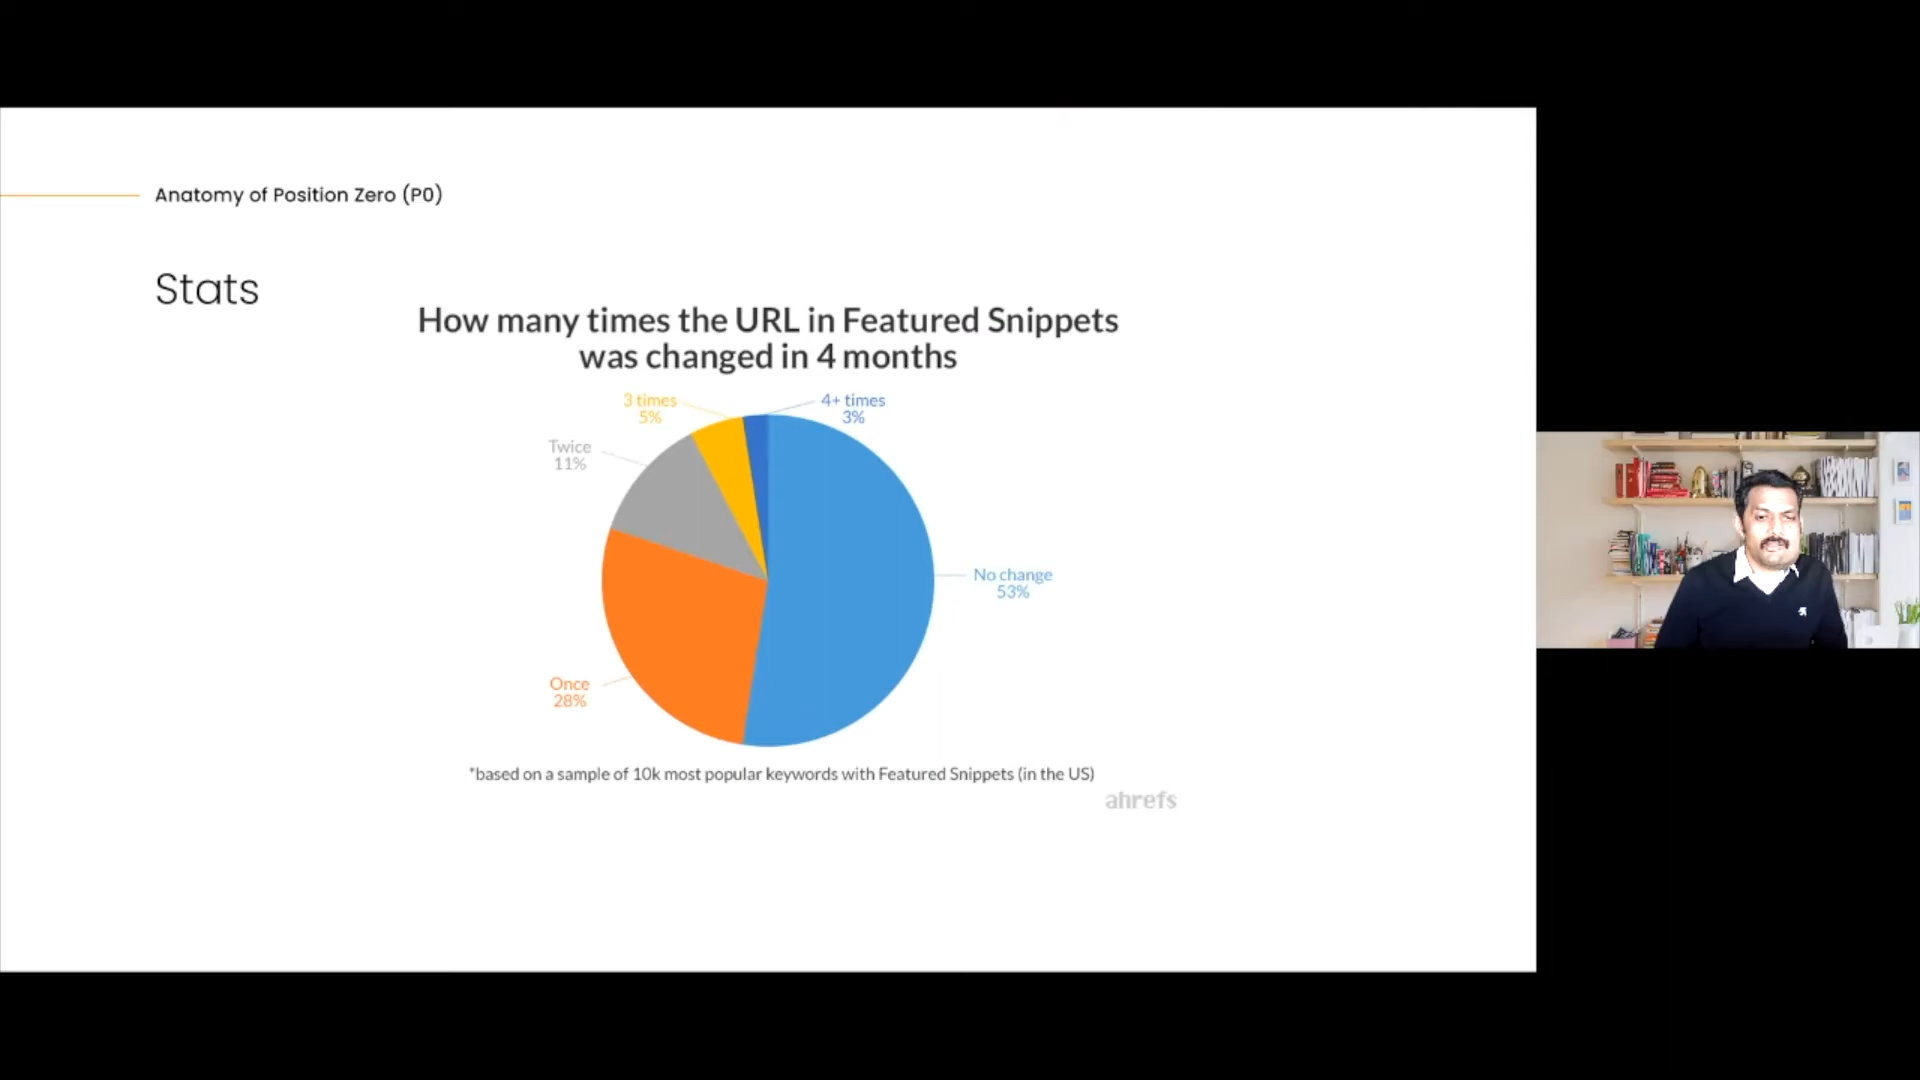 Anatomy of Position Zero (P0)
Stats
How many times the URL in Featured Snippets
was changed in 4 months
3 times
5%
4+ times
3%
Twice
11%
No change
53%
Once
28%
*based on a sample of 10k most popular keywords with Featured Snippets (in the US)
ahrefs